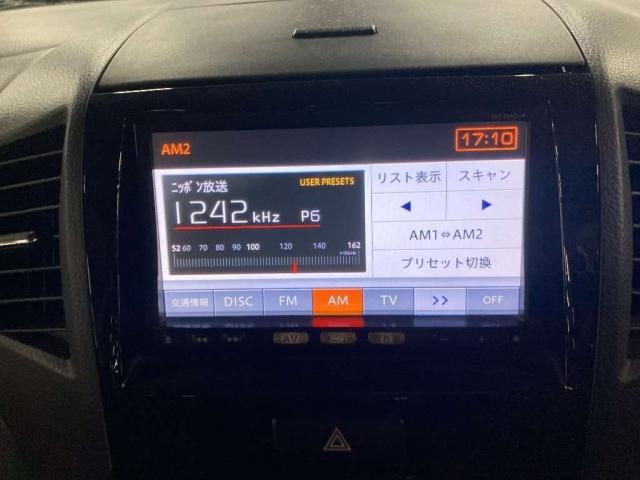 AM2
17:10
ニッポン放送
USER PRESETS
1242 kHz P6
52 60 70 80 90 100 120 140 162
リスト表示
スキャン
◀ ▶
AM1⇔AM2
プリセット切換
交通情報 DISC FM AM TV >> OFF
AV